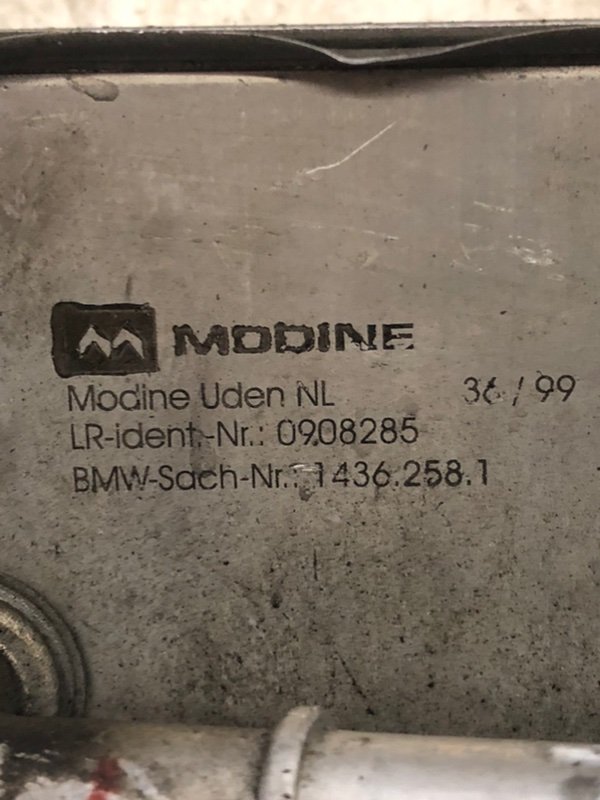 MODINE
Modine Uden NL 36/99
LR-ident.-Nr.: 0908285
BMW-Sach-Nr.: 1436.258.1